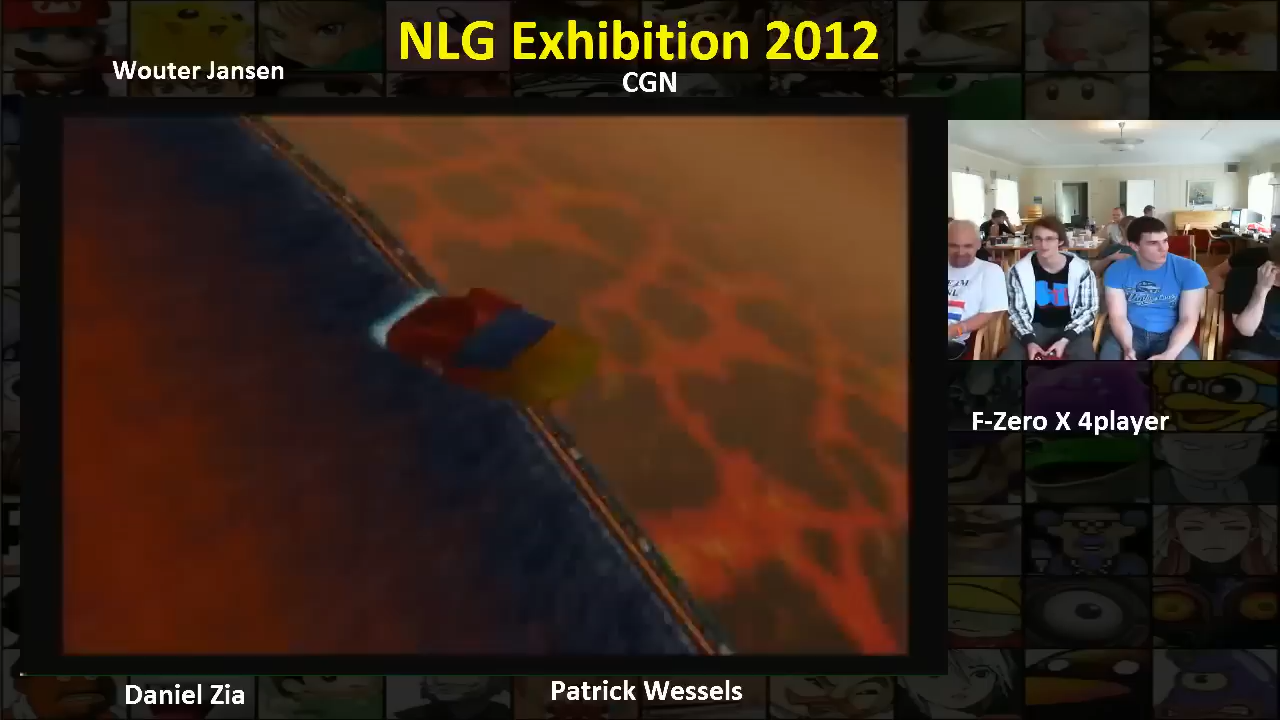 NLG Exhibition 2012
Wouter Jansen
CGN
F-Zero X 4player
Daniel Zia
Patrick Wessels